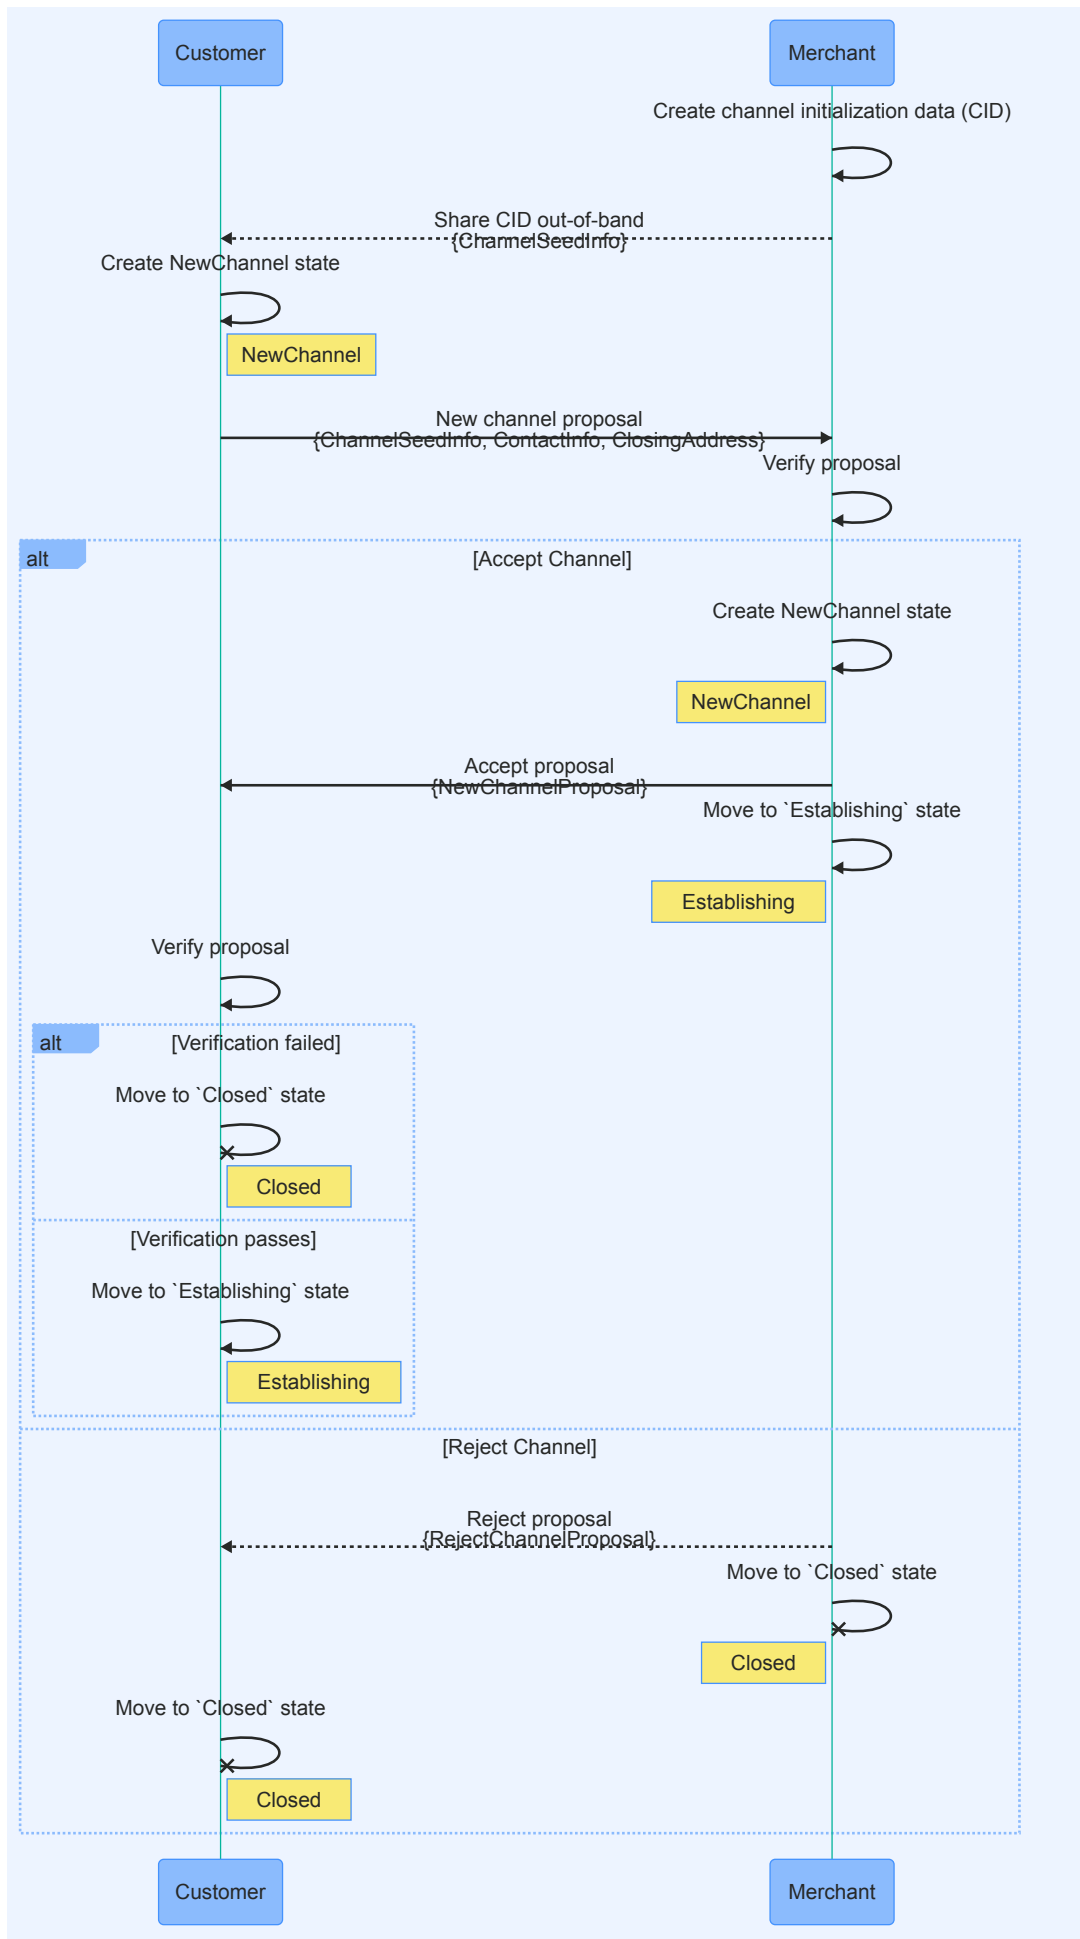 Customer
Merchant
Create channel initialization data (CID)
Share CID out-of-band
{ChannelSeedInfo}
Create NewChannel state
NewChannel
New channel proposal
{ChannelSeedInfo, ContactInfo, ClosingAddress}
Verify proposal
alt
[Accept Channel]
Create NewChannel state
NewChannel
Accept proposal
{NewChannelProposal}
Move to `Establishing` state
Establishing
Verify proposal
alt
[Verification failed]
Move to `Closed` state
Closed
[Verification passes]
Move to `Establishing` state
Establishing
[Reject Channel]
Reject proposal
{RejectChannelProposal}
Move to `Closed` state
Closed
Move to `Closed` state
Closed
Customer
Merchant